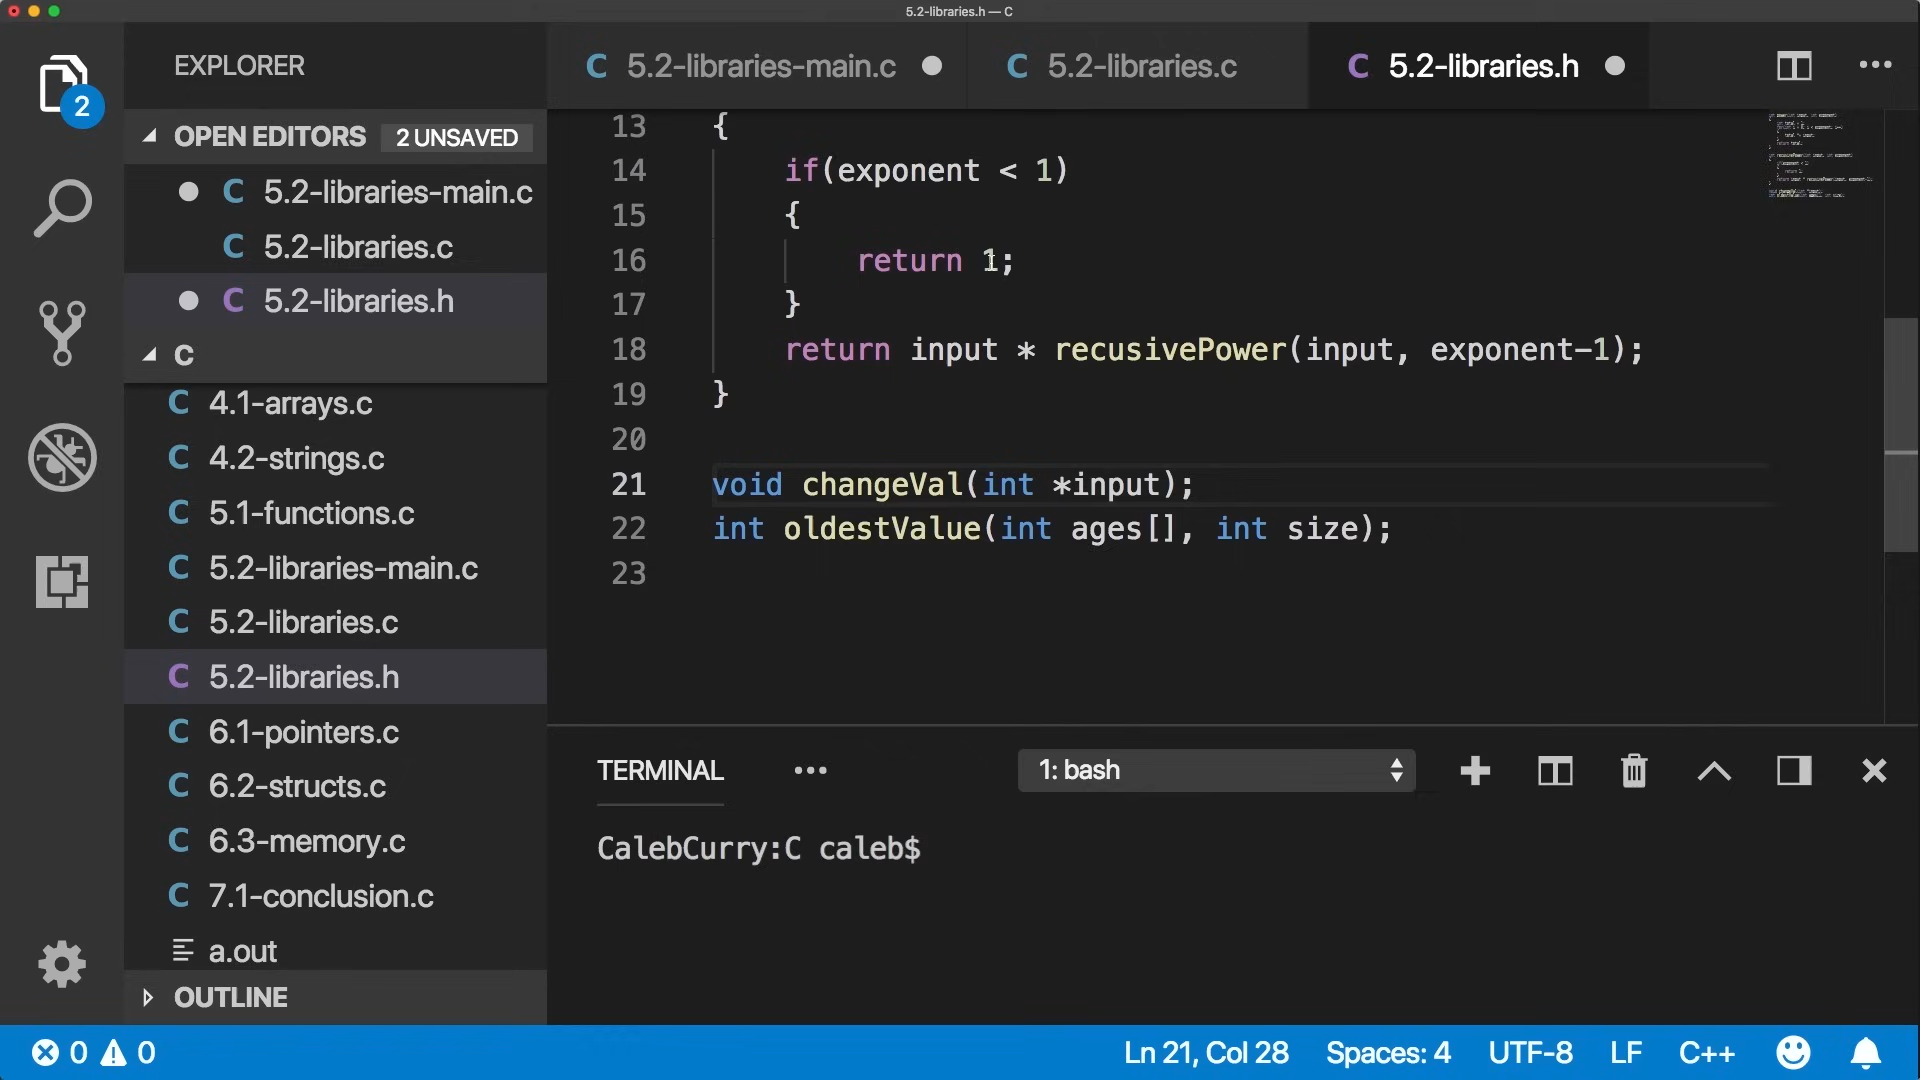 5.2-libraries.h — C
EXPLORER
2
OPEN EDITORS 2 UNSAVED
C 5.2-libraries-main.c
C 5.2-libraries.c
C 5.2-libraries.h
C
C 4.1-arrays.c
C 4.2-strings.c
C 5.1-functions.c
C 5.2-libraries-main.c
C 5.2-libraries.c
C 5.2-libraries.h
C 6.1-pointers.c
C 6.2-structs.c
C 6.3-memory.c
C 7.1-conclusion.c
a.out
OUTLINE
C 5.2-libraries-main.c C 5.2-libraries.c C 5.2-libraries.h
13 {
14 if(exponent < 1)
15 {
16 return 1;
17 }
18 return input * recusivePower(input, exponent-1);
19 }
20
21 void changeVal(int *input);
22 int oldestValue(int ages[], int size);
23
TERMINAL 1: bash
CalebCurry:C caleb$
0 0 Ln 21, Col 28 Spaces: 4 UTF-8 LF C++